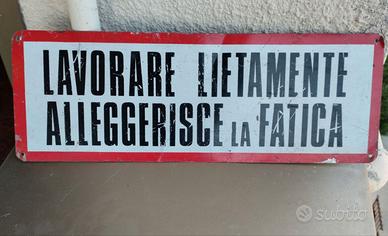 LAVORARE LIETAMENTE
ALLEGGERISCE LA FATICA
subito